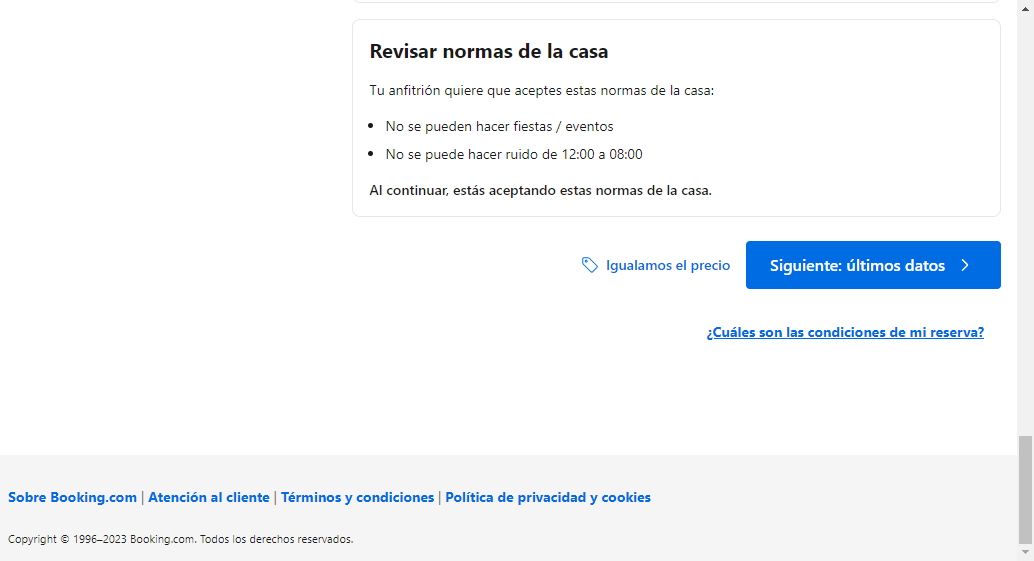 Revisar normas de la casa
Tu anfitrión quiere que aceptes estas normas de la casa:
• No se pueden hacer fiestas / eventos
• No se puede hacer ruido de 12:00 a 08:00
Al continuar, estás aceptando estas normas de la casa.
Igualamos el precio
Siguiente: últimos datos
¿Cuáles son las condiciones de mi reserva?
Sobre Booking.com | Atención al cliente | Términos y condiciones | Política de privacidad y cookies
Copyright © 1996–2023 Booking.com. Todos los derechos reservados.